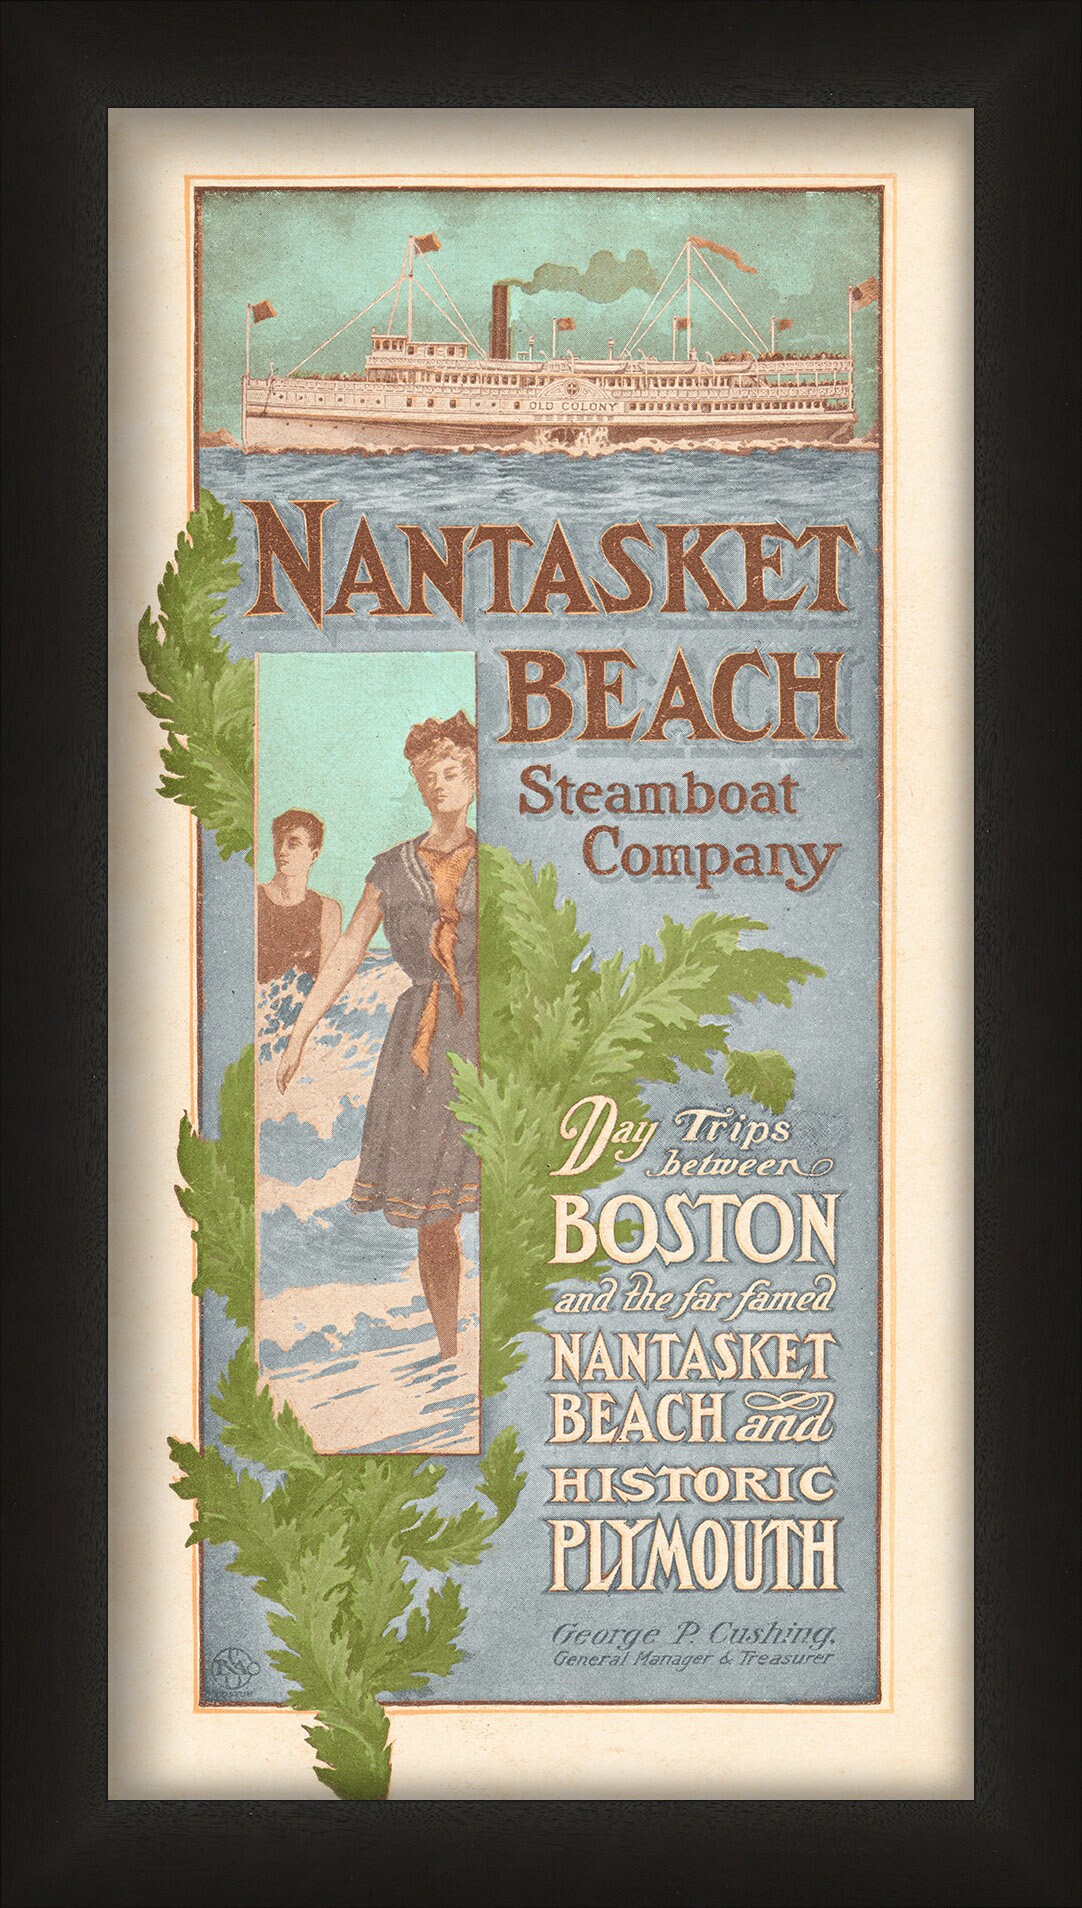 OLD COLONY
NANTASKET
BEACH
Steamboat
Company
Day Trips
between
BOSTON
and the far famed
NANTASKET
BEACH and
HISTORIC
PLYMOUTH
George P. Cushing,
General Manager & Treasurer
BOSTON